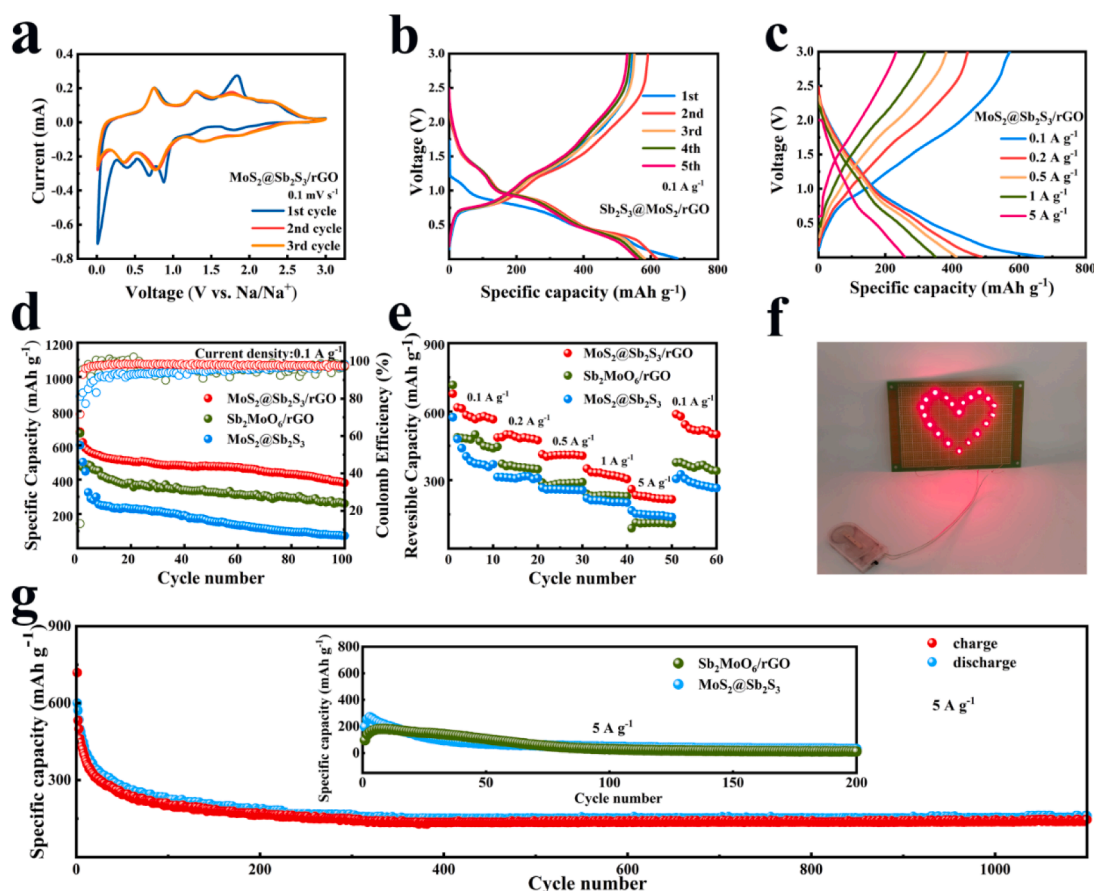 a
0.4
0.2
0.0
-0.2
-0.4
-0.6
-0.8
Current (mA)
MoS2@Sb2S3/rGO
0.1 mV s-1
1st cycle
2nd cycle
3rd cycle
0.0 0.5 1.0 1.5 2.0 2.5 3.0
Voltage (V vs. Na/Na+)
b
3.0
2.5
2.0
1.5
1.0
0.5
Voltage (V)
1st
2nd
3rd
4th
5th
0.1 A g-1
Sb2S3@MoS2/rGO
0 100 200 300 400 500 600 700 800
Specific capacity (mAh g-1)
c
3.0
2.5
2.0
1.5
1.0
0.5
Voltage (V)
MoS2@Sb2S3/rGO
0.1 A g-1
0.2 A g-1
0.5 A g-1
1 A g-1
5 A g-1
0 200 400 600 800
Specific capacity (mAh g-1)
d
1200
1100
1000
900
800
700
600
500
400
300
200
100
Specific Capacity (mAh g-1)
Current density:0.1 A g-1
MoS2@Sb2S3/rGO
Sb2MoO6/rGO
MoS2@Sb2S3
100
80
60
40
20
Coulomb Efficiency (%)
0 20 40 60 80 100
Cycle number
e
900
600
300
0
Revesible Capacity (mAh g-1)
MoS2@Sb2S3/rGO
Sb2MoO6/rGO
MoS2@Sb2S3
0.1 A g-1
0.2 A g-1
0.5 A g-1
1 A g-1
5 A g-1
0.1 A g-1
0 10 20 30 40 50 60
Cycle number
f
g
900
600
300
0
Specific capacity (mAh g-1)
charge
discharge
5 A g-1
800
600
400
200
0
Specific capacity (mAh g-1)
Sb2MoO6/rGO
MoS2@Sb2S3
5 A g-1
0 50 100 150 200
Cycle number
0 200 400 600 800 1000
Cycle number